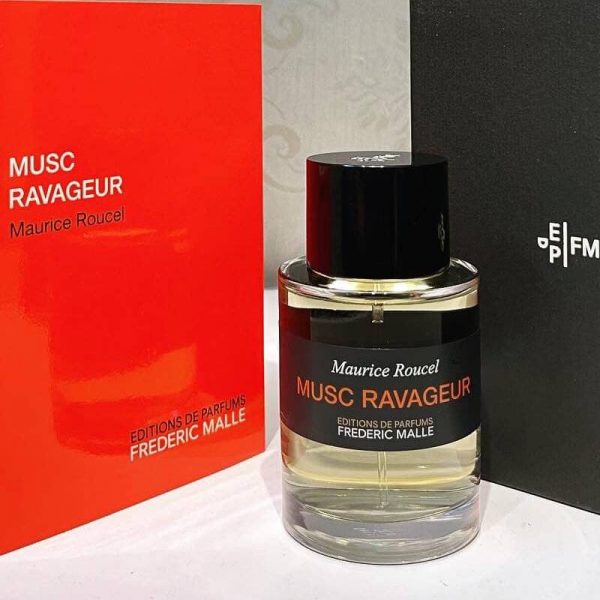 MUSC
RAVAGEUR
Maurice Roucel
EDITIONS DE PARFUMS
FREDERIC MALLE
Maurice Roucel
MUSC RAVAGEUR
EDITIONS DE PARFUMS
FREDERIC MALLE
EP
FM